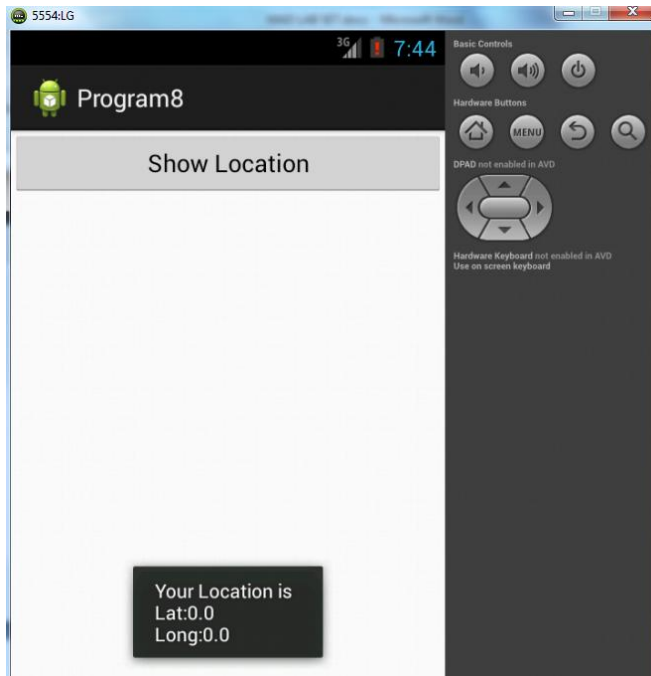 5554:LG
3G 7:44
Program8
Show Location
Your Location is
Lat:0.0
Long:0.0
Basic Controls
Hardware Buttons
MENU
DPAD not enabled in AVD
Hardware Keyboard not enabled in AVD
Use on screen keyboard